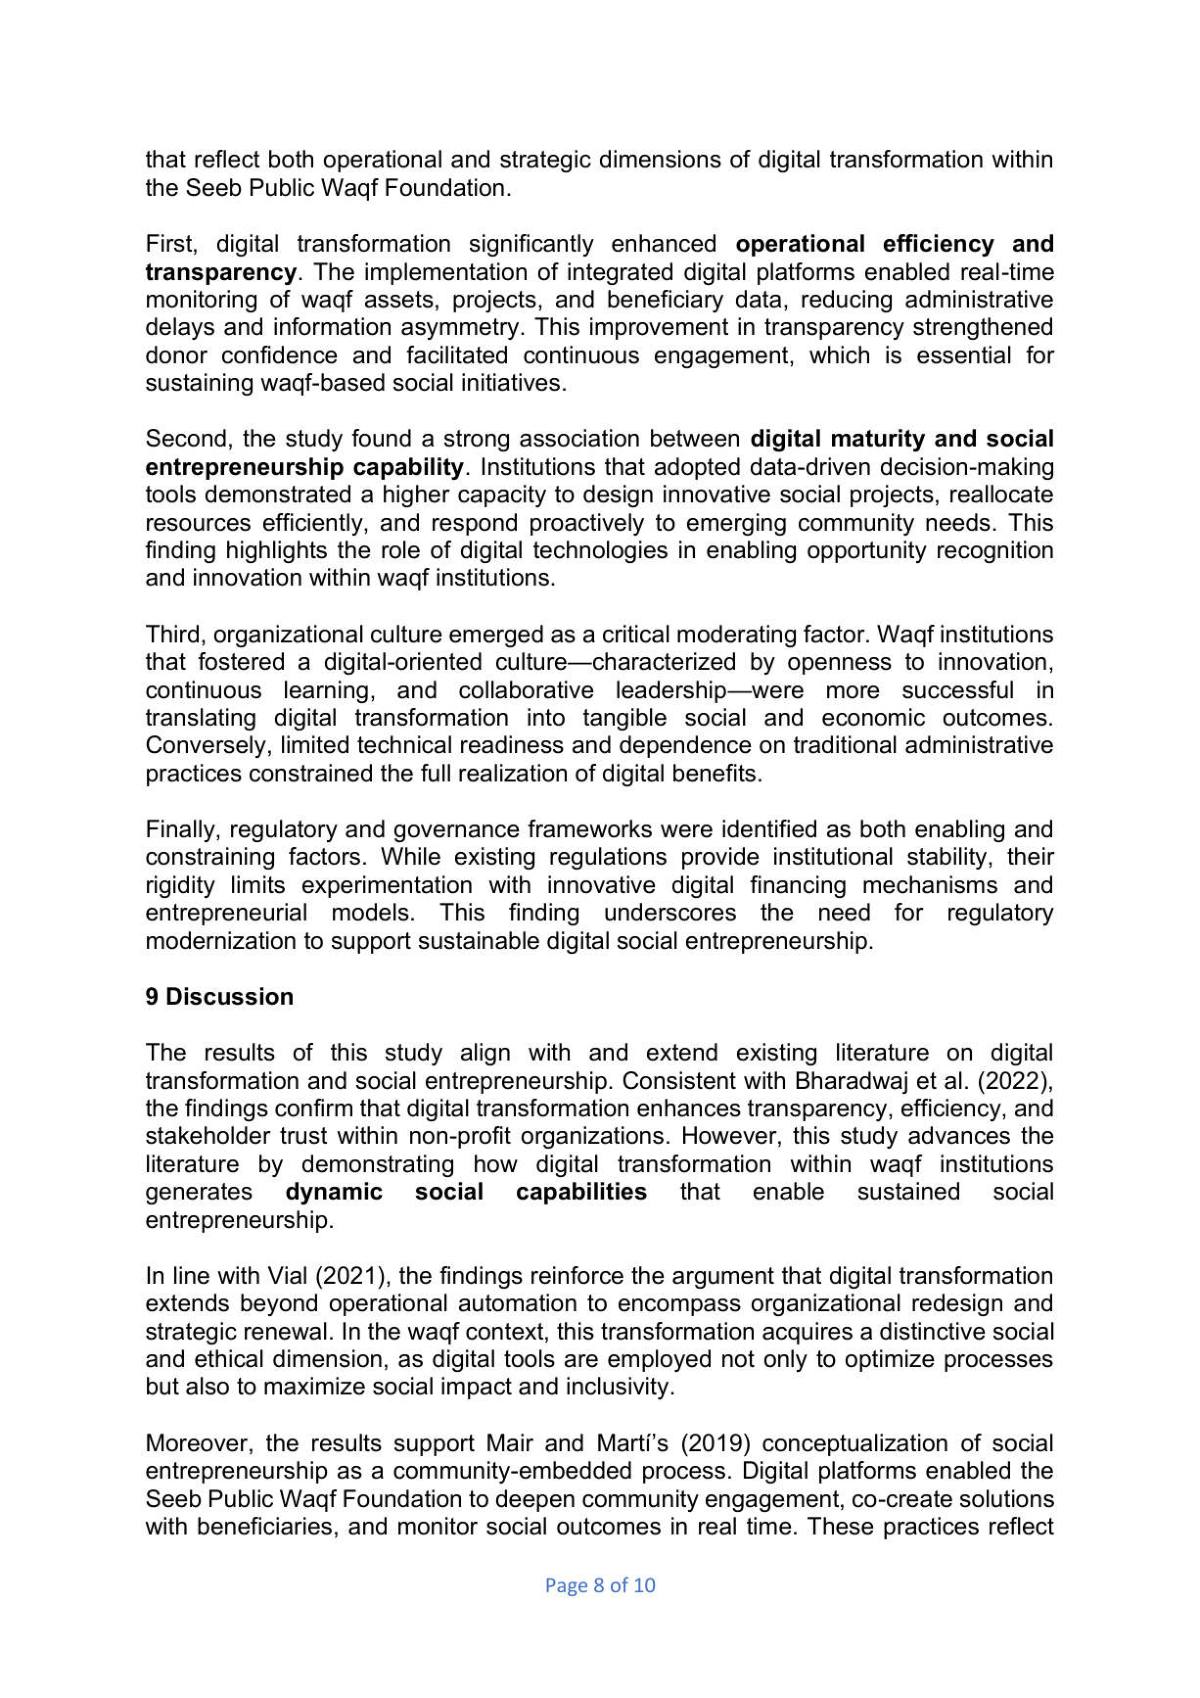 that reflect both operational and strategic dimensions of digital transformation within
the Seeb Public Waqf Foundation.
First, digital transformation significantly enhanced operational efficiency and
transparency. The implementation of integrated digital platforms enabled real-time
monitoring of waqf assets, projects, and beneficiary data, reducing administrative
delays and information asymmetry. This improvement in transparency strengthened
donor confidence and facilitated continuous engagement, which is essential for
sustaining waqf-based social initiatives.
Second, the study found a strong association between digital maturity and social
entrepreneurship capability. Institutions that adopted data-driven decision-making
tools demonstrated a higher capacity to design innovative social projects, reallocate
resources efficiently, and respond proactively to emerging community needs. This
finding highlights the role of digital technologies in enabling opportunity recognition
and innovation within waqf institutions.
Third, organizational culture emerged as a critical moderating factor. Waqf institutions
that fostered a digital-oriented culture—characterized by openness to innovation,
continuous learning, and collaborative leadership—were more successful in
translating digital transformation into tangible social and economic outcomes.
Conversely, limited technical readiness and dependence on traditional administrative
practices constrained the full realization of digital benefits.
Finally, regulatory and governance frameworks were identified as both enabling and
constraining factors. While existing regulations provide institutional stability, their
rigidity limits experimentation with innovative digital financing mechanisms and
entrepreneurial models. This finding underscores the need for regulatory
modernization to support sustainable digital social entrepreneurship.
9 Discussion
The results of this study align with and extend existing literature on digital
transformation and social entrepreneurship. Consistent with Bharadwaj et al. (2022),
the findings confirm that digital transformation enhances transparency, efficiency, and
stakeholder trust within non-profit organizations. However, this study advances the
literature by demonstrating how digital transformation within waqf institutions
generates dynamic social capabilities that enable sustained social
entrepreneurship.
In line with Vial (2021), the findings reinforce the argument that digital transformation
extends beyond operational automation to encompass organizational redesign and
strategic renewal. In the waqf context, this transformation acquires a distinctive social
and ethical dimension, as digital tools are employed not only to optimize processes
but also to maximize social impact and inclusivity.
Moreover, the results support Mair and Martí’s (2019) conceptualization of social
entrepreneurship as a community-embedded process. Digital platforms enabled the
Seeb Public Waqf Foundation to deepen community engagement, co-create solutions
with beneficiaries, and monitor social outcomes in real time. These practices reflect
Page 8 of 10